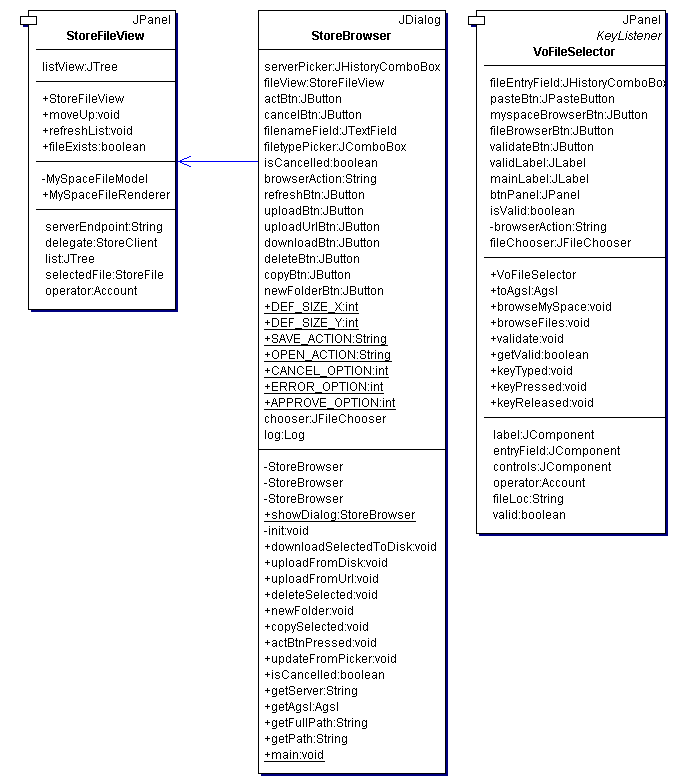 JPanel
StoreFileView
listView:JTree
+StoreFileView
+moveUp:void
+refreshList:void
+fileExists:boolean
-MySpaceFileModel
+MySpaceFileRenderer
serverEndpoint:String
delegate:StoreClient
list:JTree
selectedFile:StoreFile
operator:Account
JDialog
StoreBrowser
serverPicker:JHistoryComboBox
fileView:StoreFileView
actBtn:JButton
cancelBtn:JButton
filenameField:JTextField
filetypePicker:JComboBox
isCancelled:boolean
browserAction:String
refreshBtn:JButton
uploadBtn:JButton
uploadUrlBtn:JButton
downloadBtn:JButton
deleteBtn:JButton
copyBtn:JButton
newFolderBtn:JButton
+DEF_SIZE_X:int
+DEF_SIZE_Y:int
+SAVE_ACTION:String
+OPEN_ACTION:String
+CANCEL_OPTION:int
+ERROR_OPTION:int
+APPROVE_OPTION:int
chooser:JFileChooser
log:Log
-StoreBrowser
-StoreBrowser
-StoreBrowser
+showDialog:StoreBrowser
-init:void
+downloadSelectedToDisk:void
+uploadFromDisk:void
+uploadFromUrl:void
+deleteSelected:void
+newFolder:void
+copySelected:void
+actBtnPressed:void
+updateFromPicker:void
+isCancelled:boolean
+getServer:String
+getAgsl:Agsl
+getFullPath:String
+getPath:String
+main:void
JPanel
KeyListener
VoFileSelector
fileEntryField:JHistoryComboBox
pasteBtn:JPasteButton
myspaceBrowserBtn:JButton
fileBrowserBtn:JButton
validateBtn:JButton
validLabel:JLabel
mainLabel:JLabel
btnPanel:JPanel
isValid:boolean
-browserAction:String
fileChooser:JFileChooser
+VoFileSelector
+toAgsl:Agsl
+browseMySpace:void
+browseFiles:void
+validate:void
+getValid:boolean
+keyTyped:void
+keyPressed:void
+keyReleased:void
label:JComponent
entryField:JComponent
controls:JComponent
operator:Account
fileLoc:String
valid:boolean